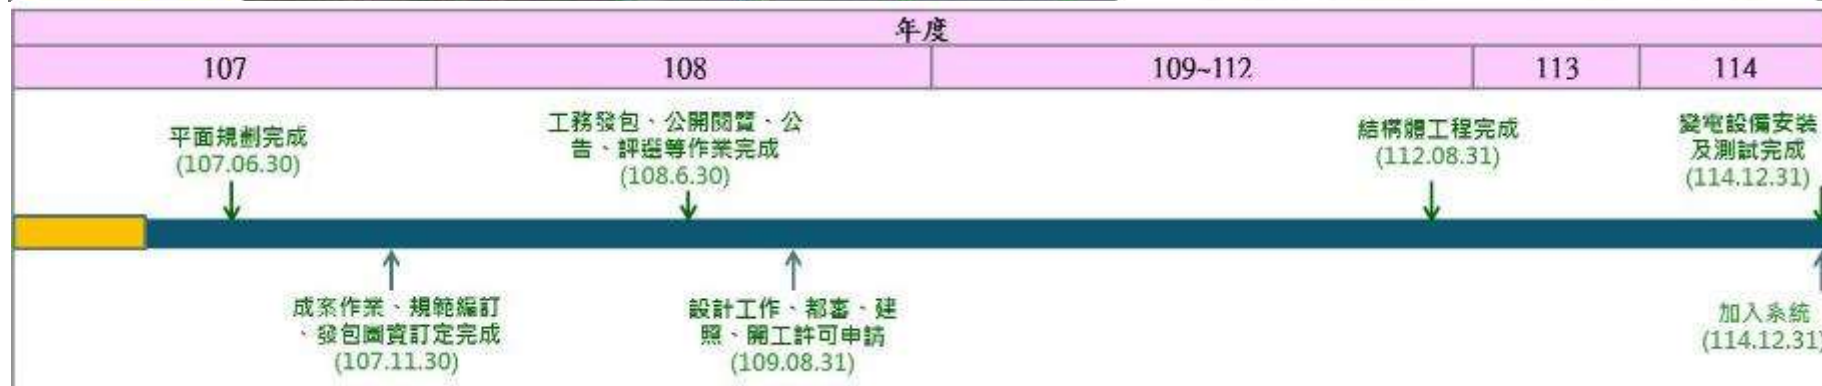 年度
107
108
109~112
113
114
平面規劃完成
(107.06.30)
工務發包、公開閱覽、公
告、評選等作業完成
(108.6.30)
結構體工程完成
(112.08.31)
變電設備安裝
及測試完成
(114.12.31)
成案作業、規範編訂
、發包圖資訂定完成
(107.11.30)
設計工作、都審、建
照、開工許可申請
(109.08.31)
加入系統
(114.12.31)